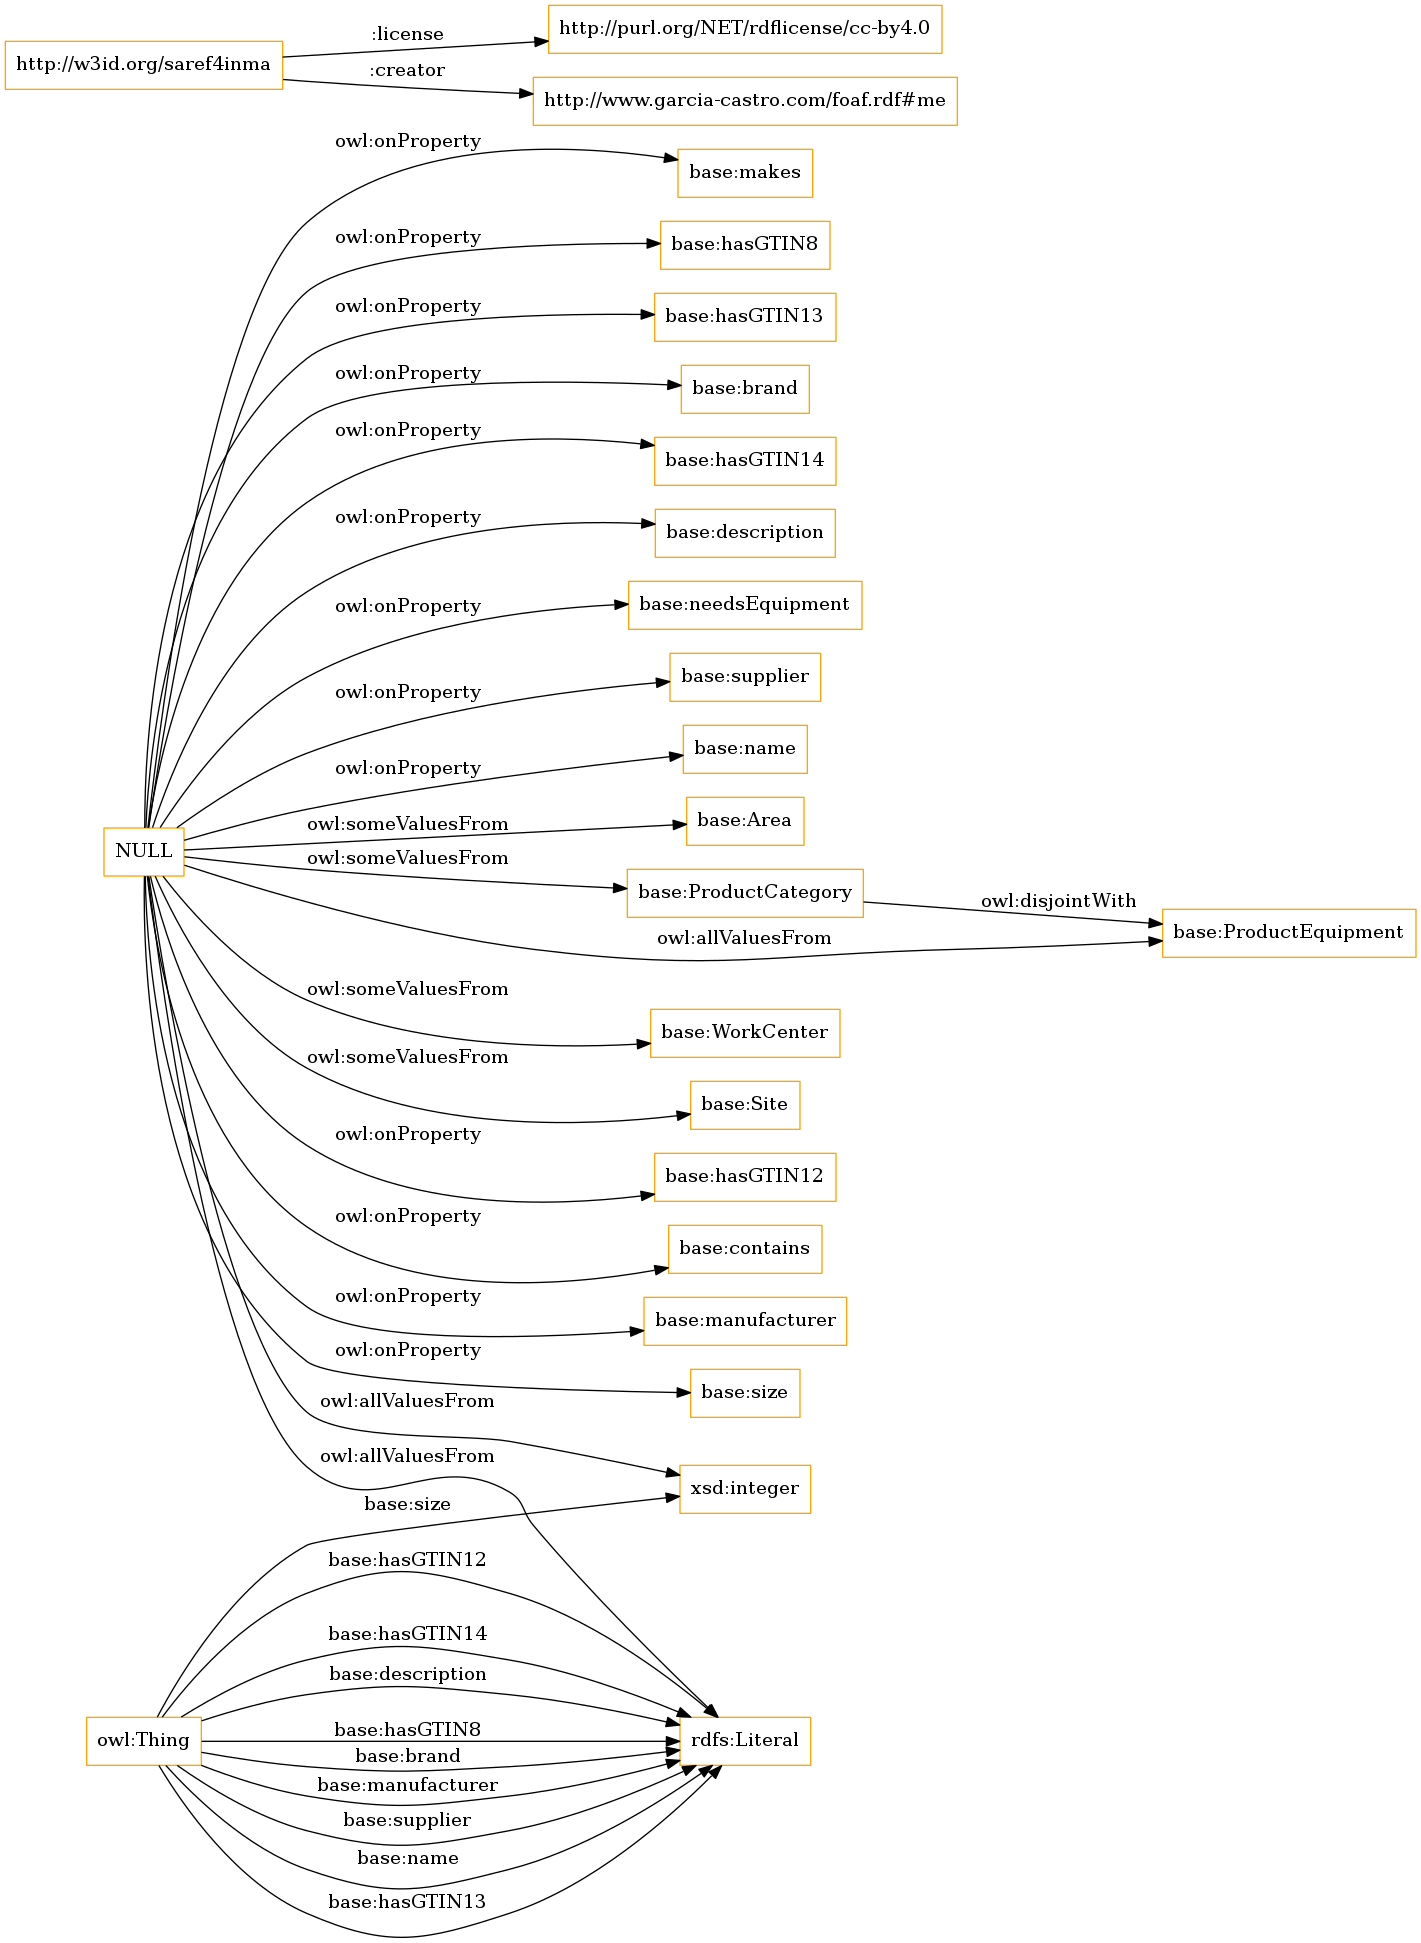 http://w3id.org/saref4inma
:license
http://purl.org/NET/rdflicense/cc-by4.0
:creator
http://www.garcia-castro.com/foaf.rdf#me
owl:onProperty
base:makes
owl:onProperty
base:hasGTIN8
owl:onProperty
base:hasGTIN13
owl:onProperty
base:brand
owl:onProperty
base:hasGTIN14
owl:onProperty
base:description
owl:onProperty
base:needsEquipment
owl:onProperty
base:supplier
owl:onProperty
base:name
owl:someValuesFrom
base:Area
NULL
owl:someValuesFrom
base:ProductCategory
owl:disjointWith
base:ProductEquipment
owl:allValuesFrom
owl:someValuesFrom
base:WorkCenter
owl:someValuesFrom
base:Site
owl:onProperty
base:hasGTIN12
owl:onProperty
base:contains
owl:onProperty
base:manufacturer
owl:onProperty
base:size
owl:allValuesFrom
xsd:integer
owl:allValuesFrom
base:size
base:hasGTIN12
base:hasGTIN14
base:description
base:hasGTIN8
owl:Thing
rdfs:Literal
base:brand
base:manufacturer
base:supplier
base:name
base:hasGTIN13